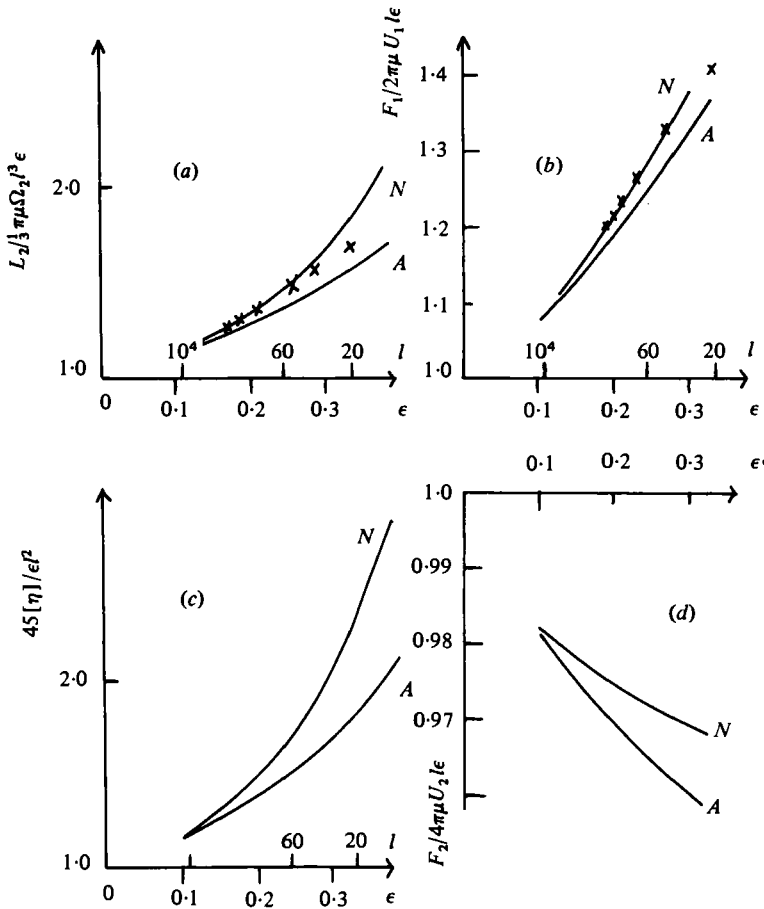 L₂/⅓πμΩ₂l³ϵ
2·0
1·0
(a)
N
A
10⁴ 60 20 l
0 0·1 0·2 0·3 ϵ
F₁/2πμU₁lϵ
1·4
1·3
1·2
1·1
1·0
(b)
N
A
10⁴ 60 20 l
0·1 0·2 0·3 ϵ
45[η]/ϵl²
2·0
1·0
(c)
N
A
60 20 l
0 0·1 0·2 0·3 ϵ
0·1 0·2 0·3 ϵ·
F₂/4πμU₂lϵ
1·0
0·99
0·98
0·97
(d)
N
A